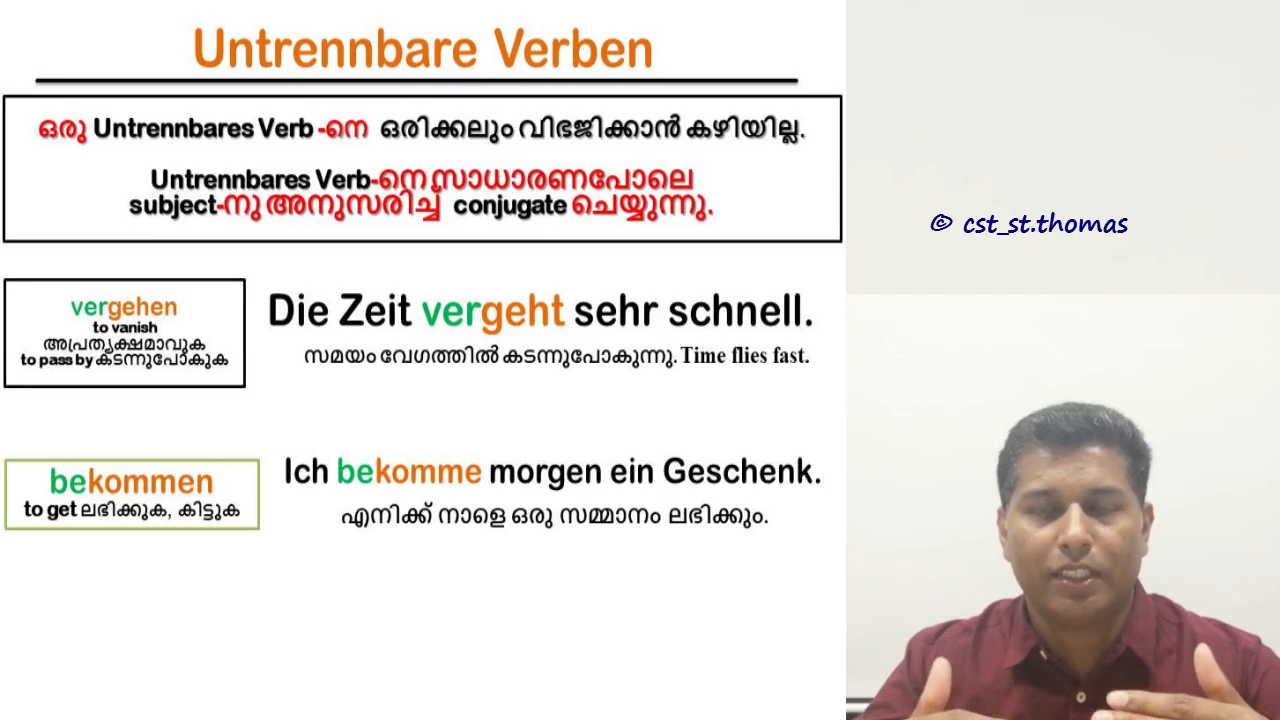 Untrennbare Verben
ഒരു Untrennbares Verb -നെ ഒരിക്കലും വിഭജിക്കാൻ കഴിയില്ല.
Untrennbares Verb-നെ സാധാരണപോലെ
subject-നു അനുസരിച്ച് conjugate ചെയ്യുന്നു.
© cst_st.thomas
vergehen
to vanish
അപ്രത്യക്ഷമാവുക
to pass by കടന്നുപോകുക
Die Zeit vergeht sehr schnell.
സമയം വേഗത്തിൽ കടന്നുപോകുന്നു. Time flies fast.
bekommen
to get ലഭിക്കുക, കിട്ടുക
Ich bekomme morgen ein Geschenk.
എനിക്ക് നാളെ ഒരു സമ്മാനം ലഭിക്കും.